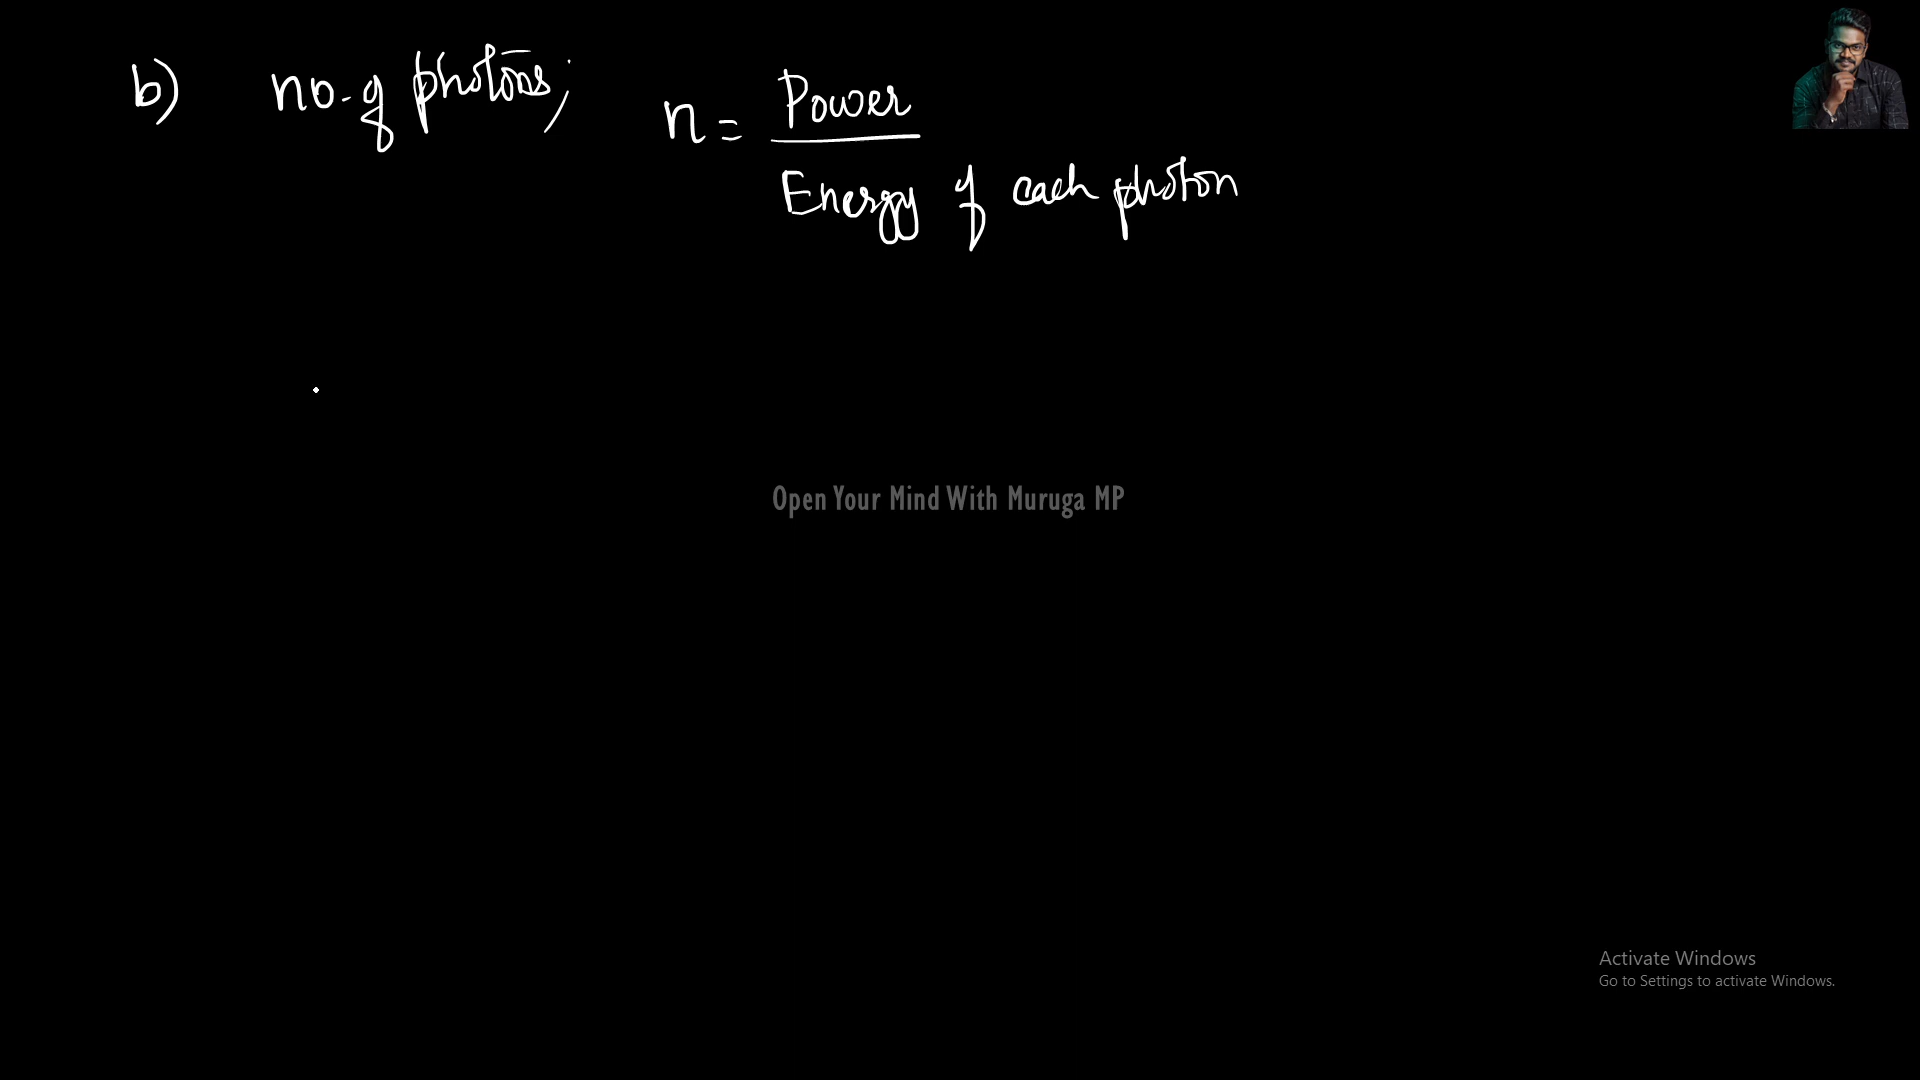 b) no. of photons; n = Power
Energy of each photon
Open Your Mind With Muruga MP
Activate Windows
Go to Settings to activate Windows.